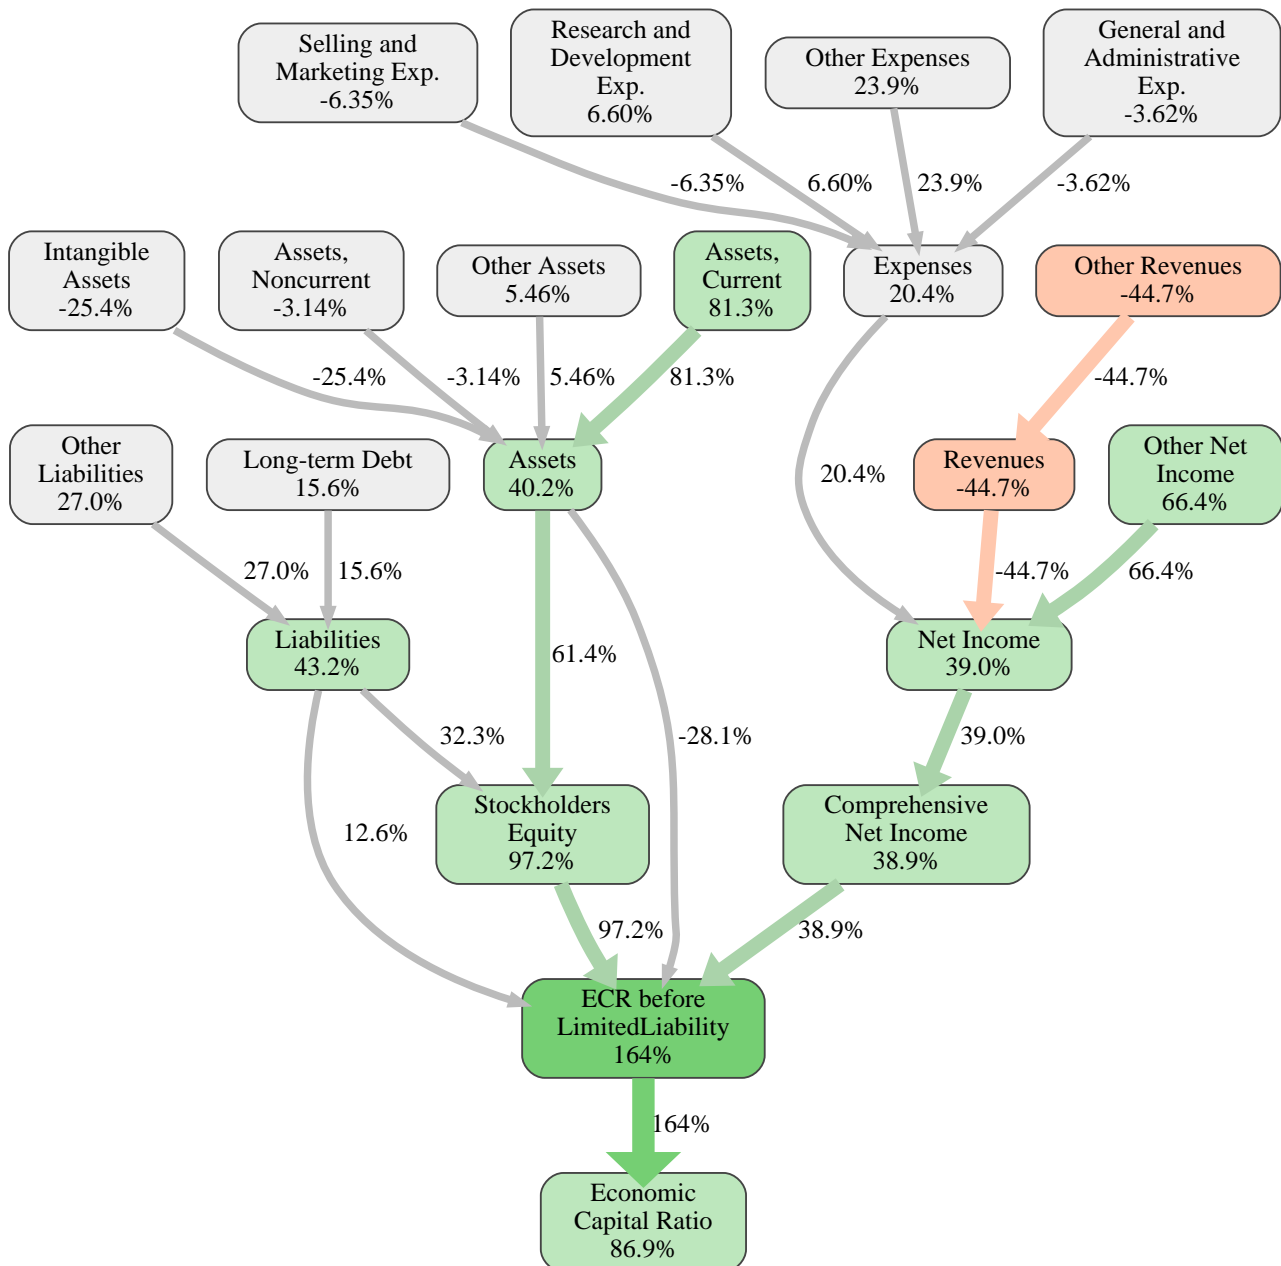 Selling and
Marketing Exp.
-6.35%
Research and
Development
Exp.
6.60%
Other Expenses
23.9%
General and
Administrative
Exp.
-3.62%
-6.35%
6.60%
23.9%
-3.62%
Intangible
Assets
-25.4%
Assets,
Noncurrent
-3.14%
Other Assets
5.46%
Assets,
Current
81.3%
Expenses
20.4%
Other Revenues
-44.7%
-25.4%
-3.14%
5.46%
81.3%
-44.7%
Other
Liabilities
27.0%
Long-term Debt
15.6%
Assets
40.2%
20.4%
Revenues
-44.7%
Other Net
Income
66.4%
27.0%
15.6%
-44.7%
66.4%
Liabilities
43.2%
61.4%
Net Income
39.0%
32.3%
-28.1%
39.0%
12.6%
Stockholders
Equity
97.2%
Comprehensive
Net Income
38.9%
97.2%
38.9%
ECR before
LimitedLiability
164%
164%
Economic
Capital Ratio
86.9%